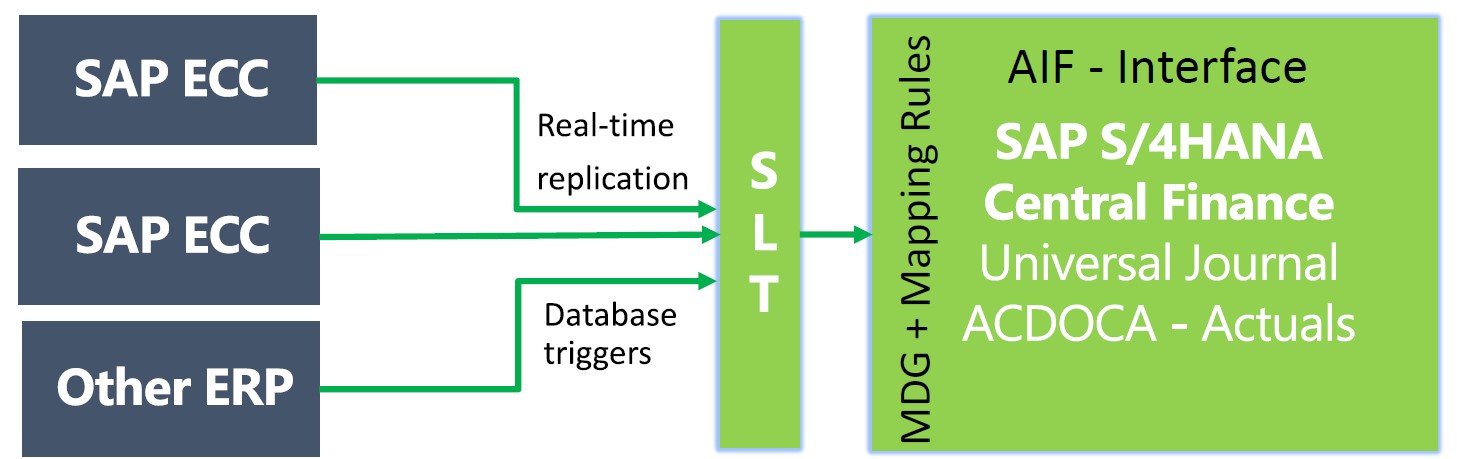 SAP ECC
SAP ECC
Other ERP
Real-time
replication
Database
triggers
S
L
T
MDG + Mapping Rules
AIF - Interface
SAP S/4HANA
Central Finance
Universal Journal
ACDOCA - Actuals